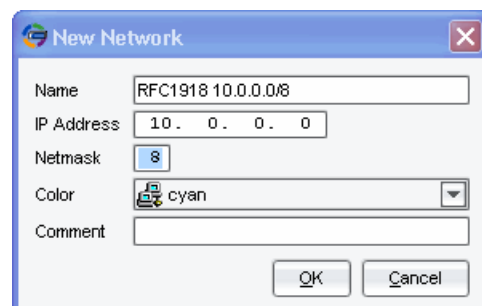 New Network
Name RFC1918 10.0.0.0/8
IP Address 10. 0. 0. 0
Netmask 8
Color cyan
Comment
OK Cancel